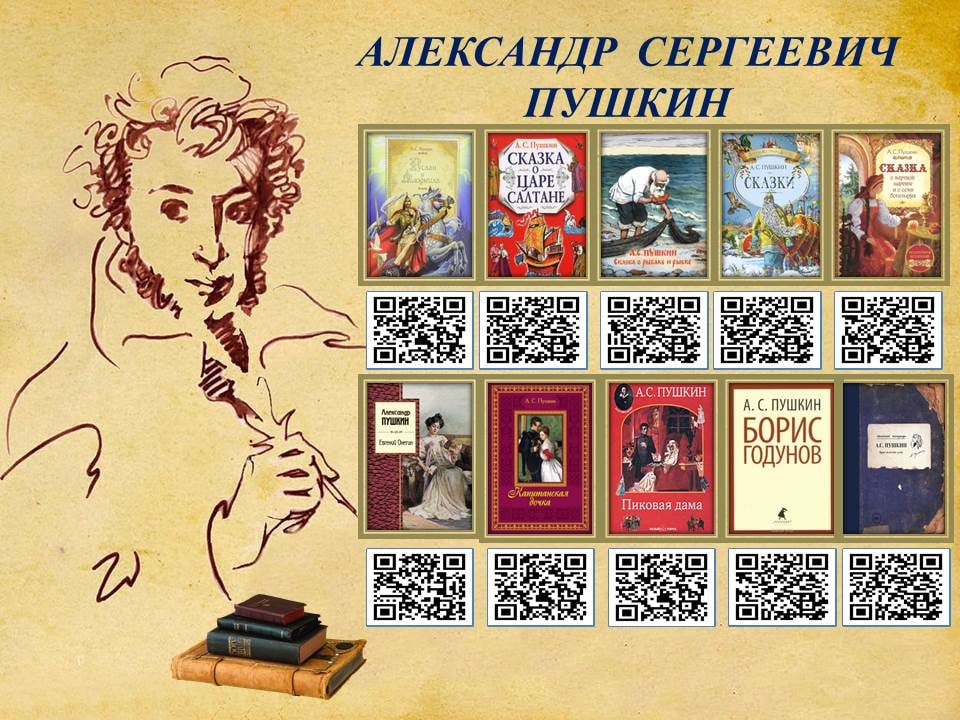 АЛЕКСАНДР СЕРГЕЕВИЧ
ПУШКИН
Руслан
и
Людмила
А. С. Пушкин
СКАЗКА
О
ЦАРЕ
САЛТАНЕ
А.С. ПУШКИН
Сказка о рыбаке и рыбке
А.С. ПУШКИН
СКАЗКИ
А.С. Пушкин
СКАЗКА
о мертвой
царевне
и о семи
богатырях
Александр
ПУШКИН
Евгений Онегин
А. С. Пушкин
Капитанская
дочка
А.С. ПУШКИН
Пиковая дама
А. С. ПУШКИН
БОРИС
ГОДУНОВ
А.С. ПУШКИН